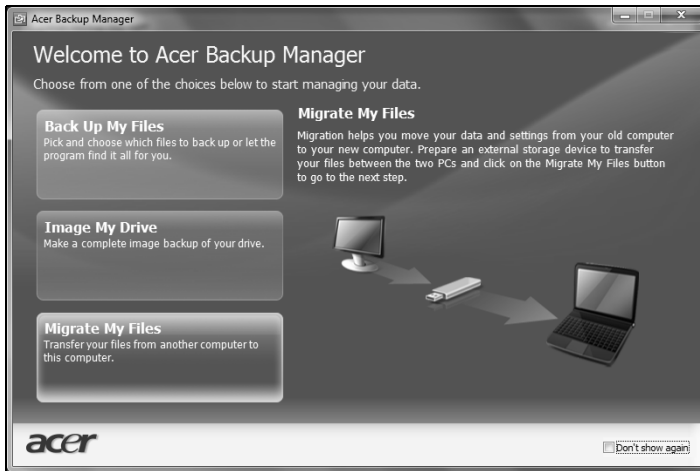 Acer Backup Manager
Welcome to Acer Backup Manager
Choose from one of the choices below to start managing your data.
Back Up My Files
Pick and choose which files to back up or let the
program find it all for you.
Image My Drive
Make a complete image backup of your drive.
Migrate My Files
Transfer your files from another computer to
this computer.
Migrate My Files
Migration helps you move your data and settings from your old computer
to your new computer. Prepare an external storage device to transfer
your files between the two PCs and click on the Migrate My Files button
to go to the next step.
acer
Don't show again